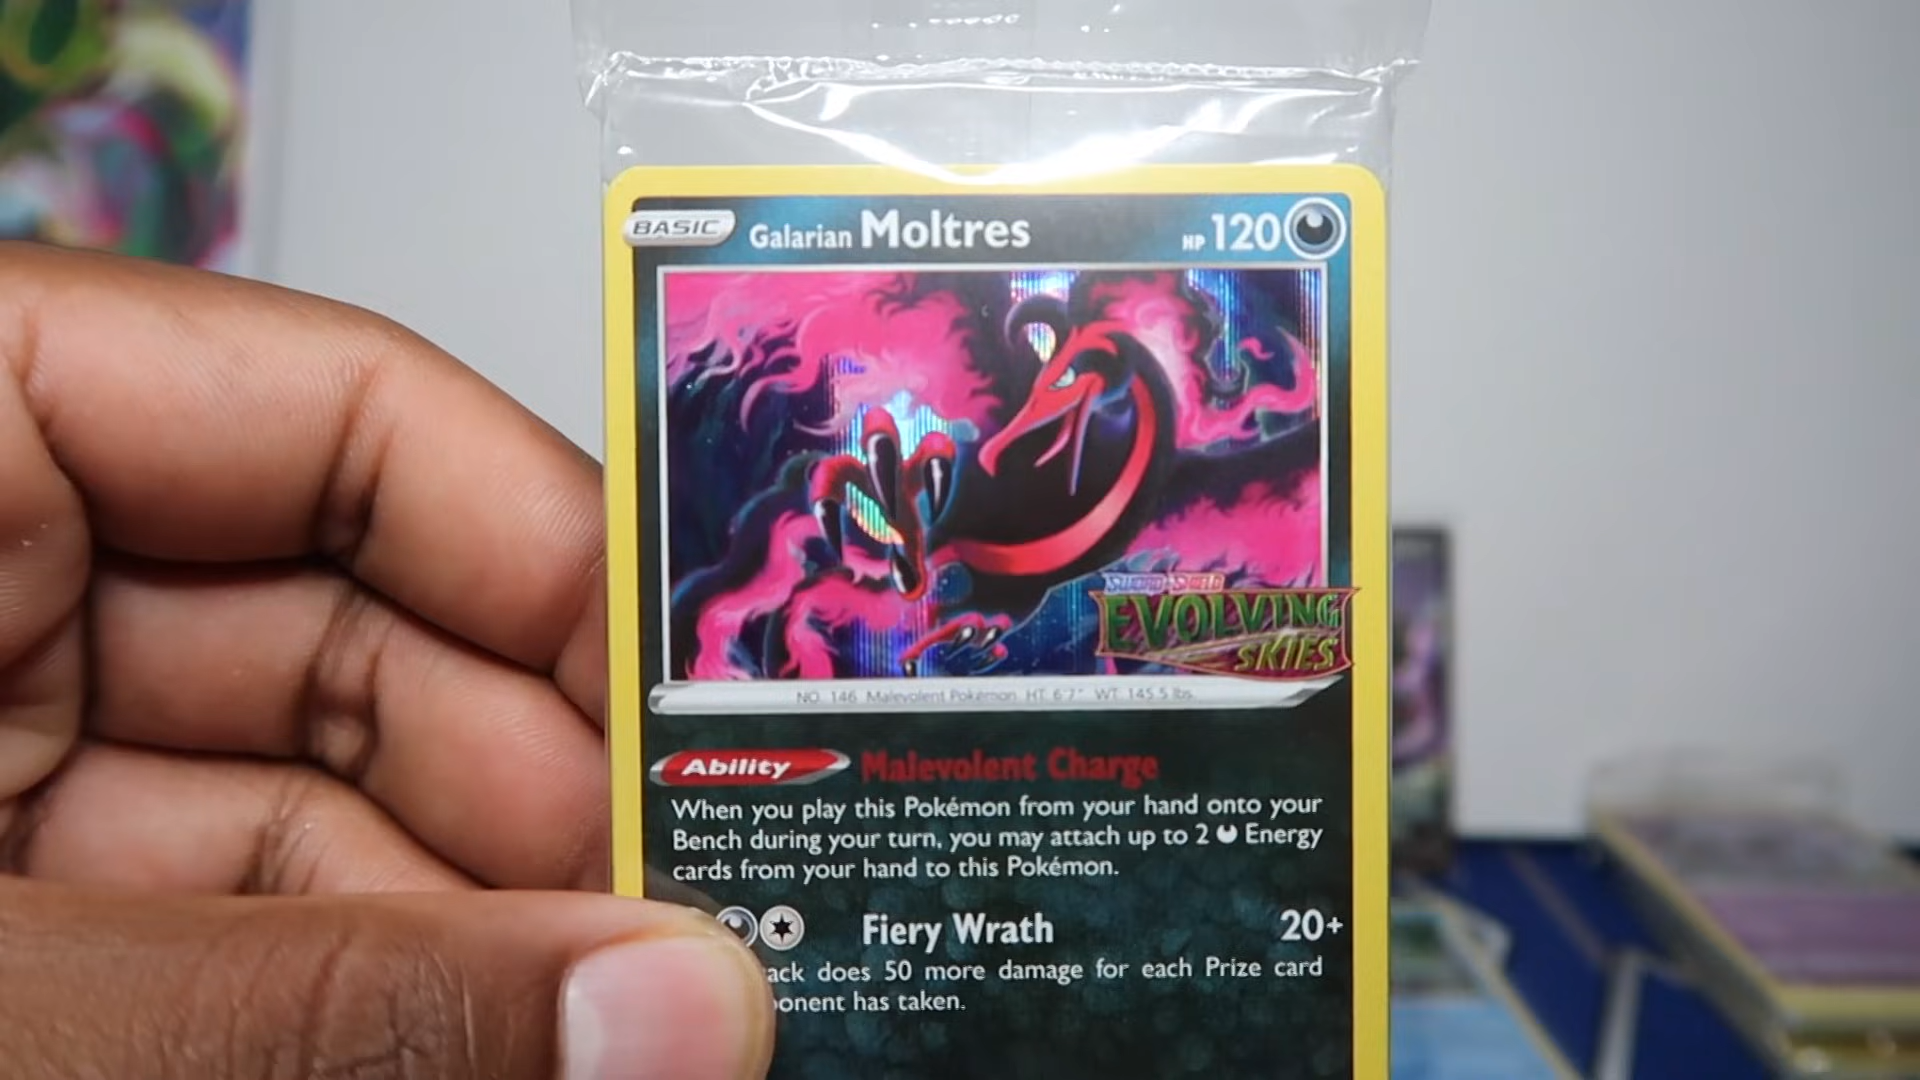 BASIC Galarian Moltres HP 120
SWORD & SHIELD
EVOLVING
SKIES
NO. 146 Malevolent Pokémon HT: 6'7" WT: 145.5 lbs.
Ability Malevolent Charge
When you play this Pokémon from your hand onto your
Bench during your turn, you may attach up to 2 Energy
cards from your hand to this Pokémon.
Fiery Wrath 20+
ack does 50 more damage for each Prize card
ponent has taken.